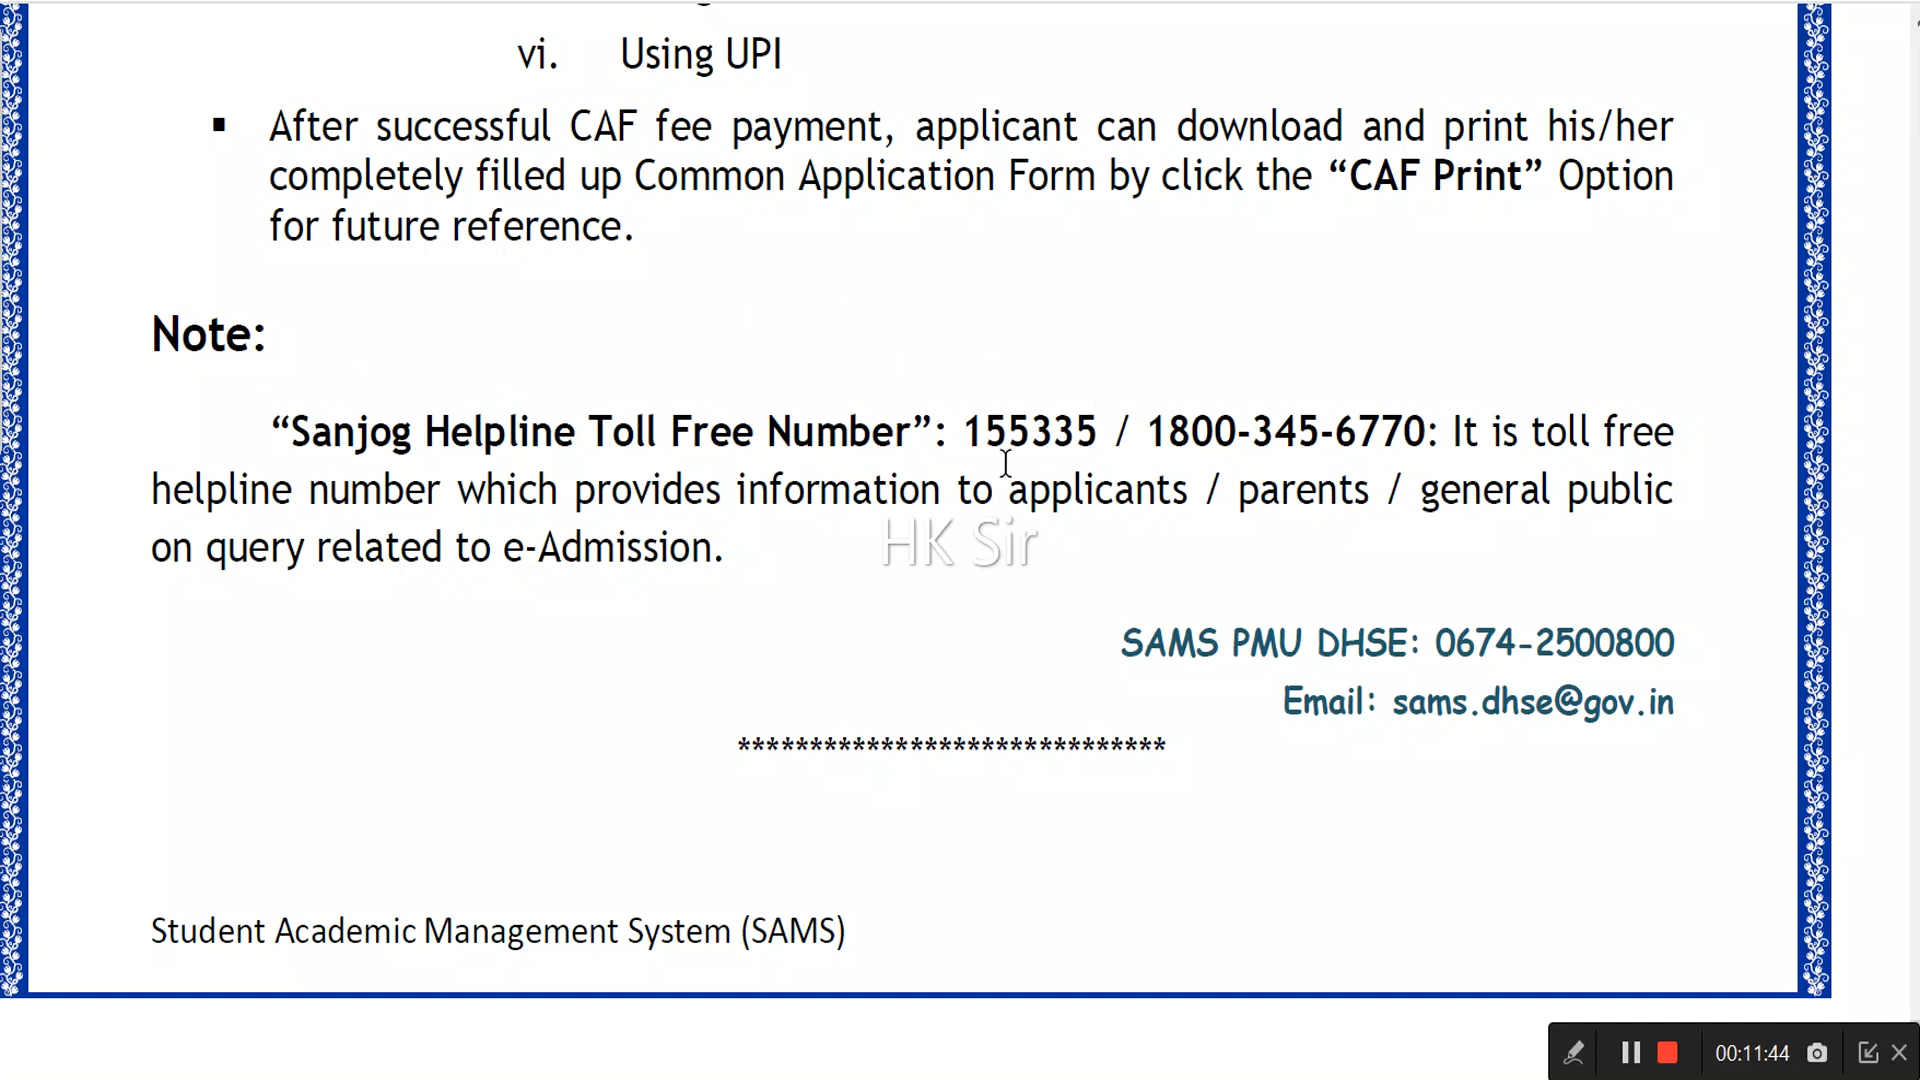 vi. Using UPI
▪ After successful CAF fee payment, applicant can download and print his/her
completely filled up Common Application Form by click the “CAF Print” Option
for future reference.
Note:
“Sanjog Helpline Toll Free Number”: 155335 / 1800-345-6770: It is toll free
helpline number which provides information to applicants / parents / general public
on query related to e-Admission.
HK Sir
SAMS PMU DHSE: 0674-2500800
Email: sams.dhse@gov.in
******************************
Student Academic Management System (SAMS)
00:11:44